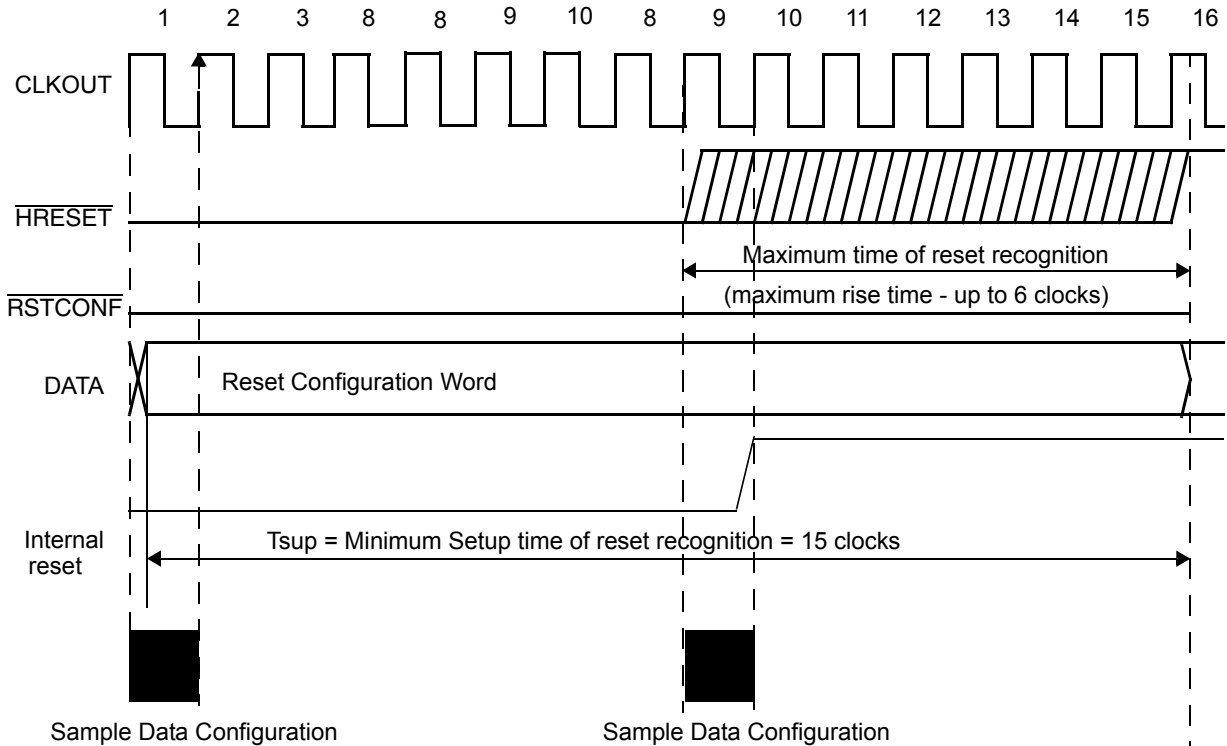 1 2 3 8 8 9 10 8 9 10 11 12 13 14 15 16
CLKOUT
HRESET
Maximum time of reset recognition
(maximum rise time - up to 6 clocks)
RSTCONF
DATA
Reset Configuration Word
Internal
reset
Tsup = Minimum Setup time of reset recognition = 15 clocks
Sample Data Configuration
Sample Data Configuration